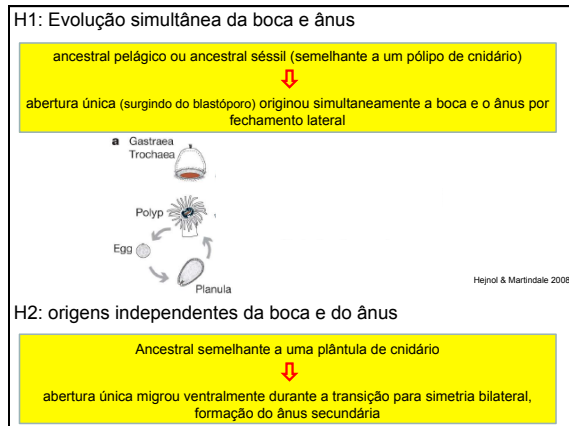 H1: Evolução simultânea da boca e ânus
ancestral pelágico ou ancestral séssil (semelhante a um pólipo de cnidário)
abertura única (surgindo do blastóporo) originou simultaneamente a boca e o ânus por
fechamento lateral
a Gastraea
Trochaea
Polyp
Egg
Planula
Hejnol & Martindale 2008
H2: origens independentes da boca e do ânus
Ancestral semelhante a uma plântula de cnidário
abertura única migrou ventralmente durante a transição para simetria bilateral,
formação do ânus secundária